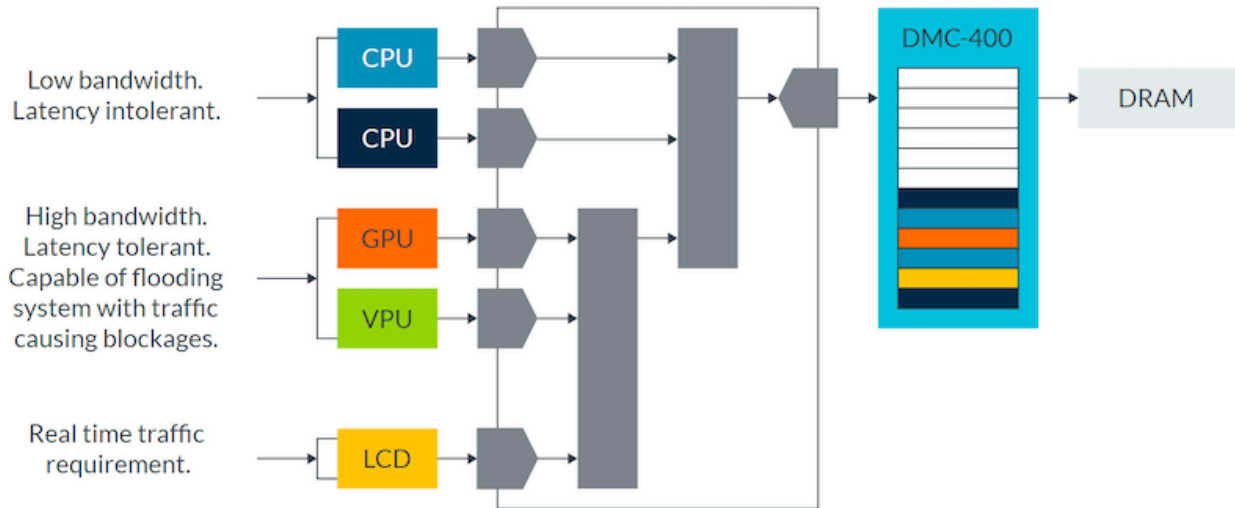 Low bandwidth.
Latency intolerant.
CPU
CPU
High bandwidth.
Latency tolerant.
Capable of flooding
system with traffic
causing blockages.
GPU
VPU
Real time traffic
requirement.
LCD
DMC-400
DRAM